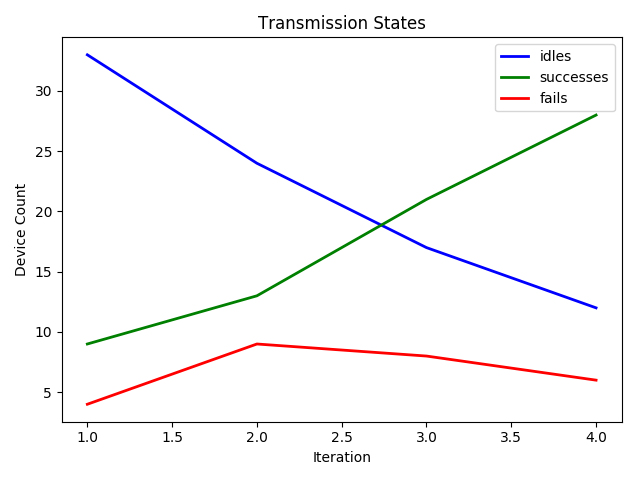 Transmission States
idles
successes
fails
Device Count
30
25
20
15
10
5
1.0 1.5 2.0 2.5 3.0 3.5 4.0
Iteration